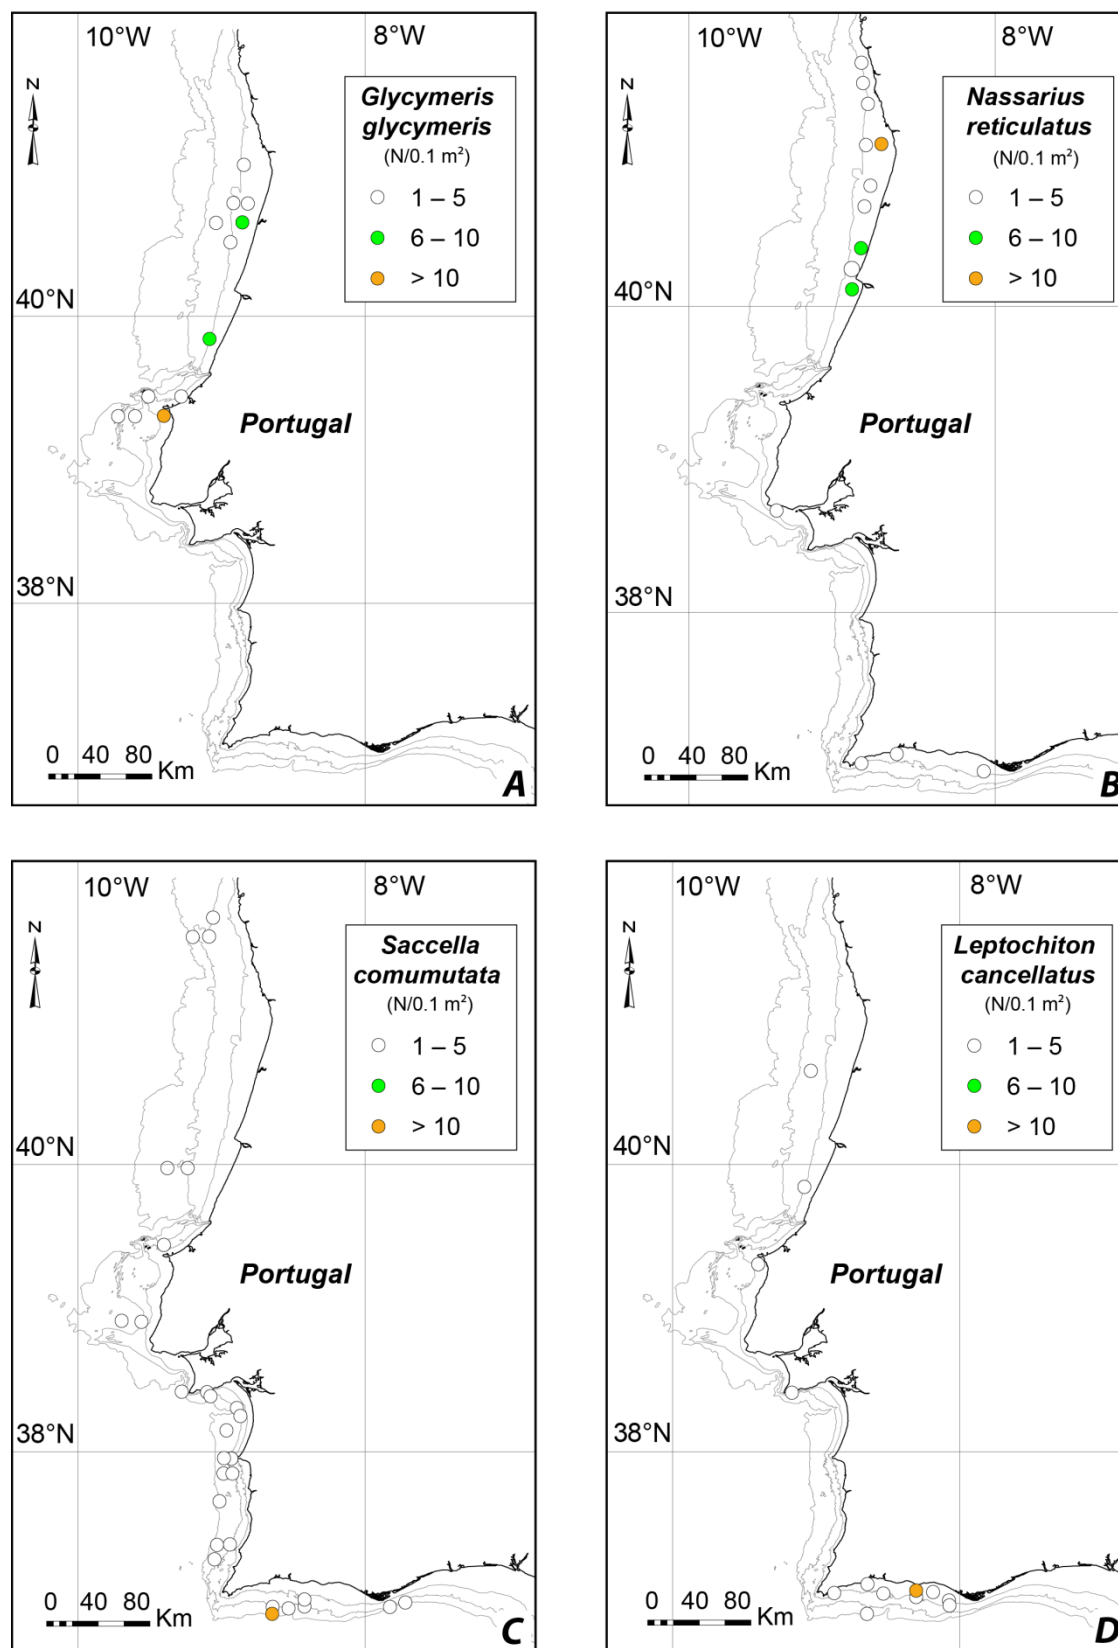 10°W 8°W
N
Glycymeris
glycymeris
(N/0.1 m²)
1 – 5
6 – 10
> 10
40°N
Portugal
38°N
0 40 80
Km
A
10°W 8°W
N
Nassarius
reticulatus
(N/0.1 m²)
1 – 5
6 – 10
> 10
40°N
Portugal
38°N
0 40 80
Km
B
10°W 8°W
N
Saccella
comumutata
(N/0.1 m²)
1 – 5
6 – 10
> 10
40°N
Portugal
38°N
0 40 80
Km
C
10°W 8°W
N
Leptochiton
cancellatus
(N/0.1 m²)
1 – 5
6 – 10
> 10
40°N
Portugal
38°N
0 40 80
Km
D